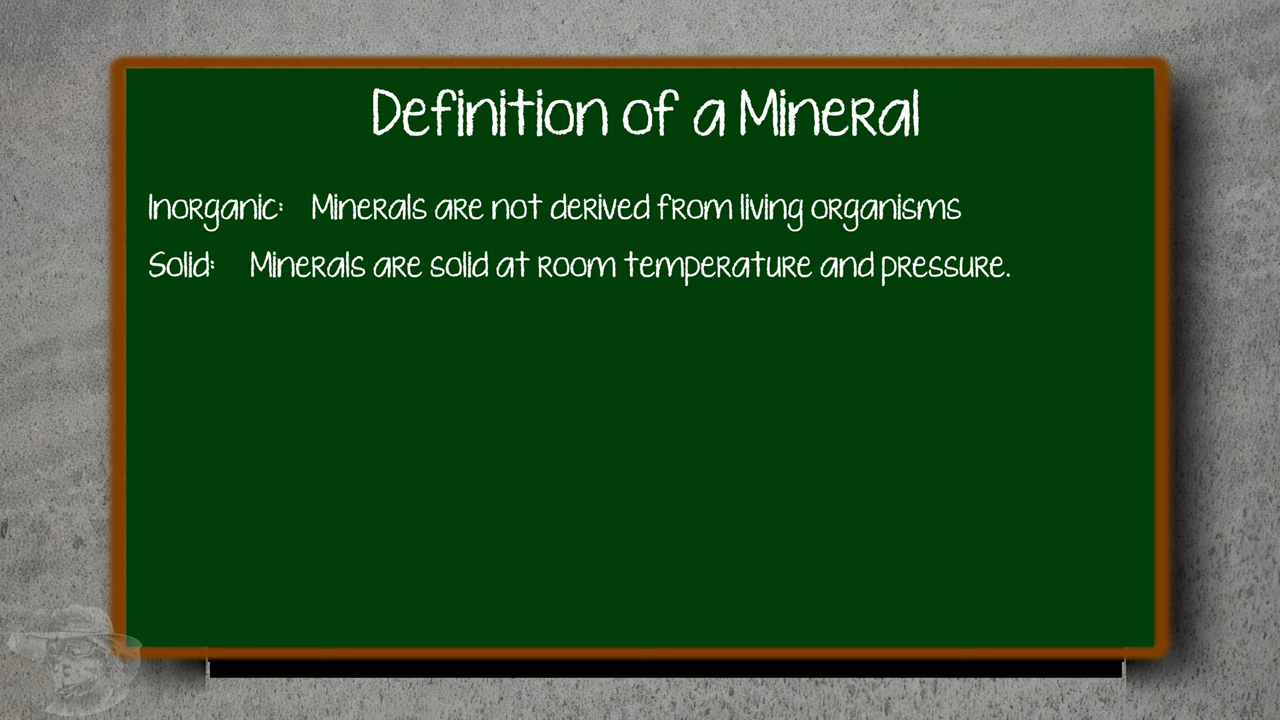 Definition of a Mineral
Inorganic: Minerals are not derived from living organisms
Solid: Minerals are solid at room temperature and pressure.